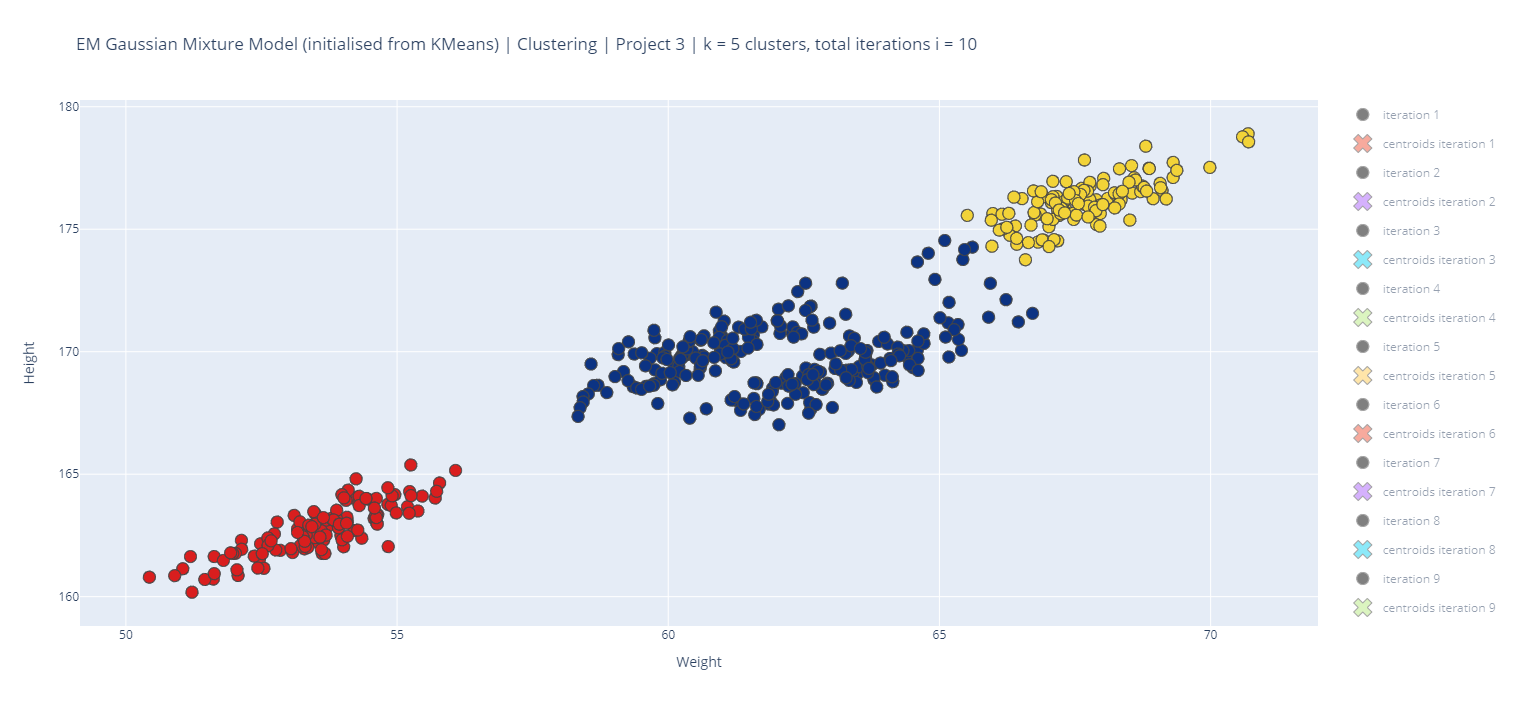 EM Gaussian Mixture Model (initialised from KMeans) | Clustering | Project 3 | k = 5 clusters, total iterations i = 10
180
175
170
165
160
Height
50
55
60
65
70
Weight
iteration 1
centroids iteration 1
iteration 2
centroids iteration 2
iteration 3
centroids iteration 3
iteration 4
centroids iteration 4
iteration 5
centroids iteration 5
iteration 6
centroids iteration 6
iteration 7
centroids iteration 7
iteration 8
centroids iteration 8
iteration 9
centroids iteration 9